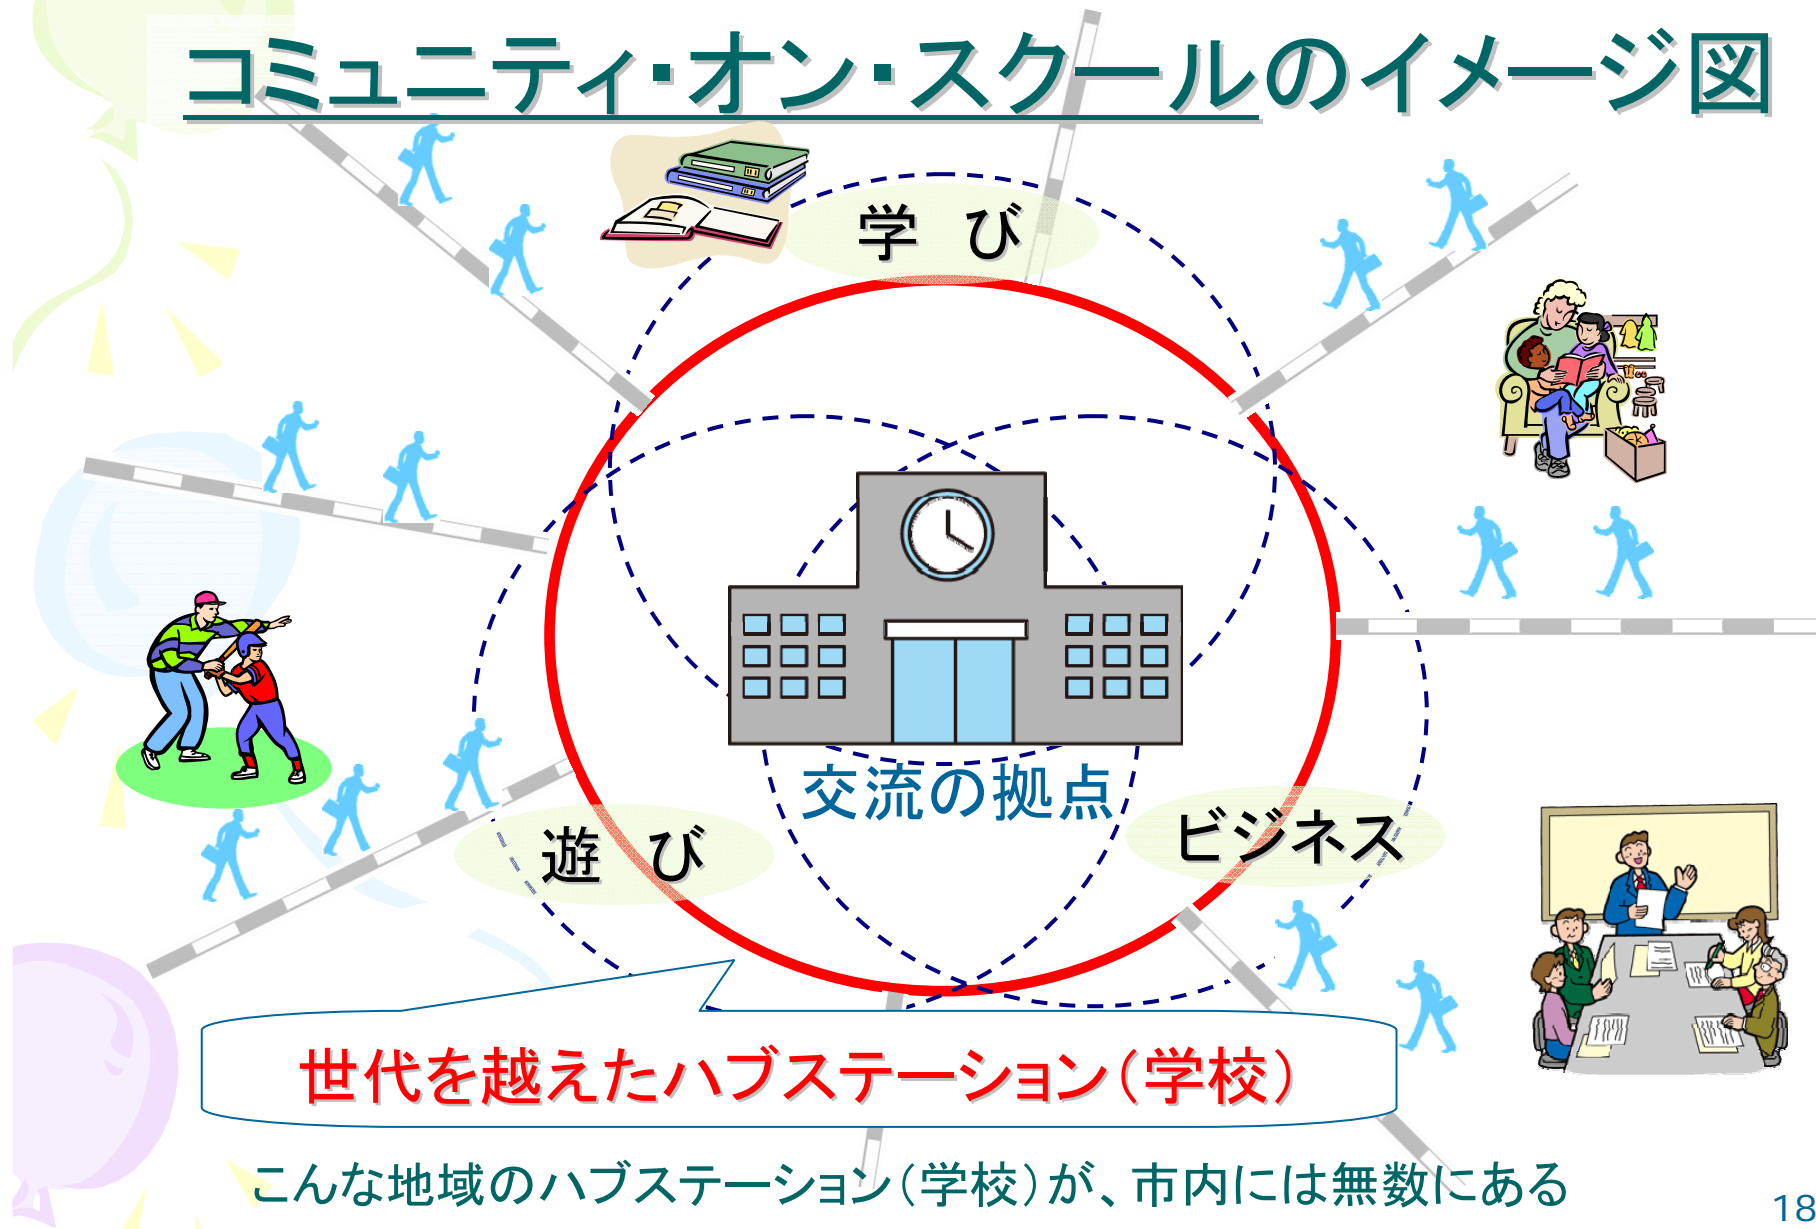 コミュニティ・オン・スクールのイメージ図
学 び
交流の拠点
遊 び
ビジネス
世代を越えたハブステーション（学校）
こんな地域のハブステーション（学校）が、市内には無数にある
18